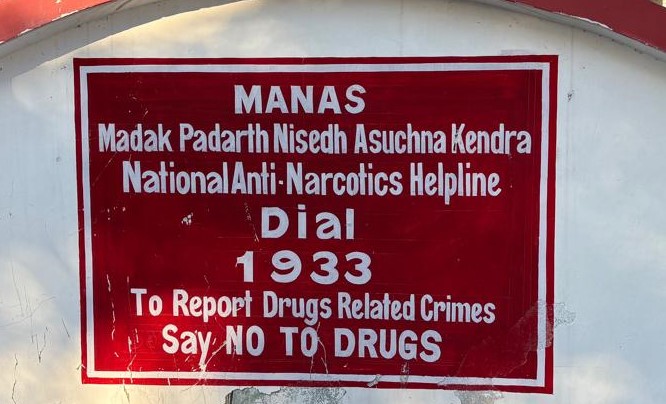 MANAS
Madak Padarth Nisedh Asuchna Kendra
National Anti-Narcotics Helpline
Dial
1933
To Report Drugs Related Crimes
Say NO TO DRUGS